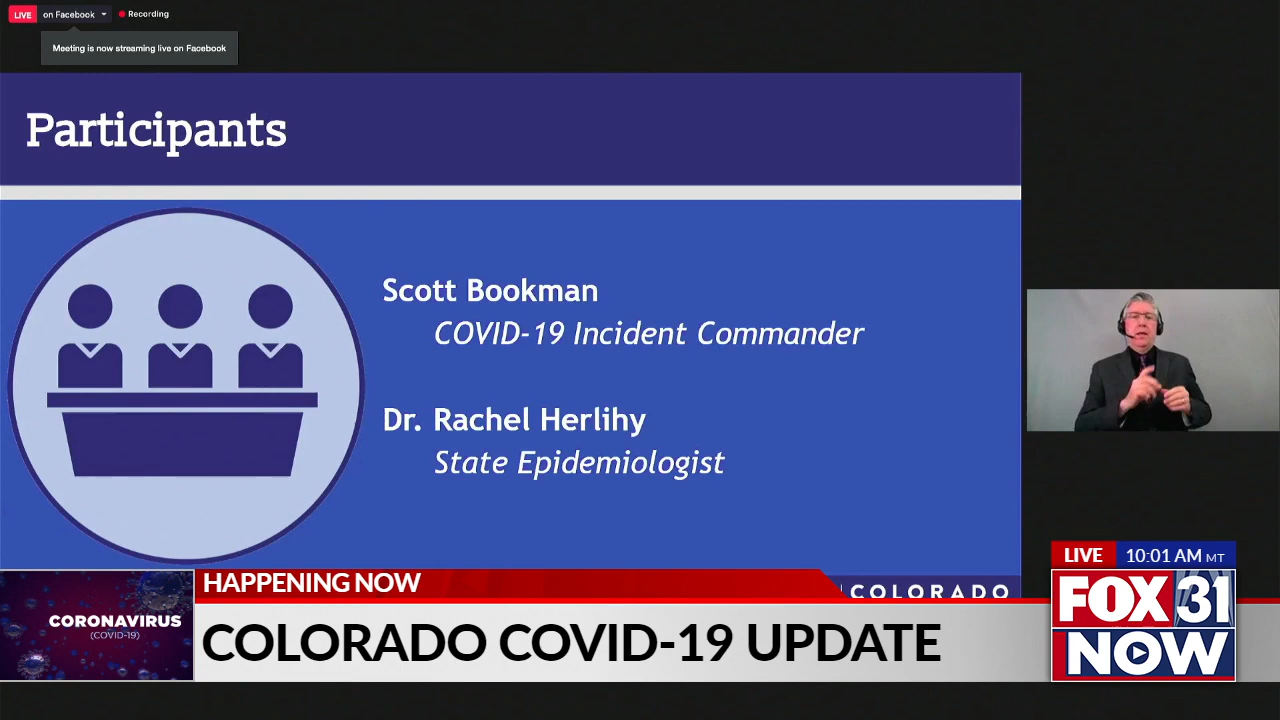 LIVE on Facebook Recording
Meeting is now streaming live on Facebook
Participants
Scott Bookman
COVID-19 Incident Commander
Dr. Rachel Herlihy
State Epidemiologist
COLORADO
LIVE 10:01 AM MT
FOX 31
NOW
HAPPENING NOW
CORONAVIRUS
(COVID-19)
COLORADO COVID-19 UPDATE